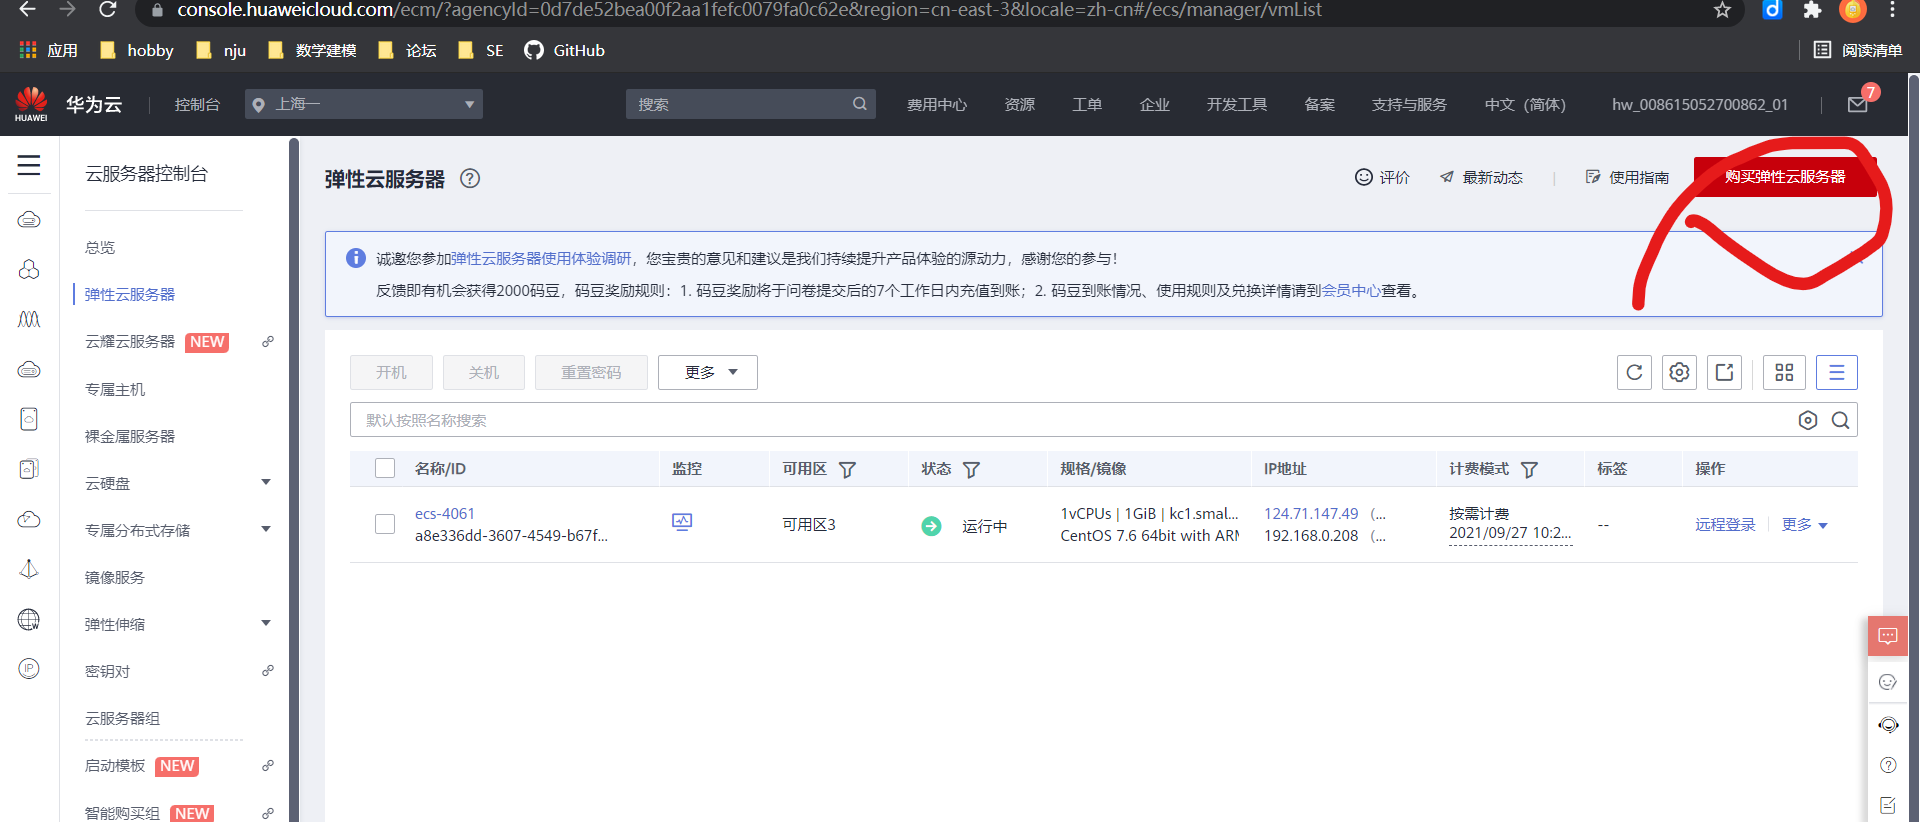 console.huaweicloud.com/ecm/?agencyId=0d7de52bea00f2aa1fefc0079fa0c62e&region=cn-east-3&locale=zh-cn#/ecs/manager/vmList
应用 hobby nju 数学建模 论坛 SE GitHub 阅读清单
HUAWEI 华为云 控制台 上海一 搜索 费用中心 资源 工单 企业 开发工具 备案 支持与服务 中文（简体） hw_008615052700862_01 7
云服务器控制台
总览
弹性云服务器
云耀云服务器 NEW
专属主机
裸金属服务器
云硬盘
专属分布式存储
镜像服务
弹性伸缩
密钥对
云服务器组
启动模板 NEW
智能购买组 NEW
IP
弹性云服务器 ? 评价 最新动态 使用指南 购买弹性云服务器
诚邀您参加弹性云服务器使用体验调研，您宝贵的意见和建议是我们持续提升产品体验的源动力，感谢您的参与！
反馈即有机会获得2000码豆，码豆奖励规则：1. 码豆奖励将于问卷提交后的7个工作日内充值到账；2. 码豆到账情况、使用规则及兑换详情请到会员中心查看。
开机 关机 重置密码 更多
默认按照名称搜索
名称/ID 监控 可用区 状态 规格/镜像 IP地址 计费模式 标签 操作
ecs-4061 可用区3 运行中 1vCPUs | 1GiB | kc1.smal... 124.71.147.49 （... 按需计费 -- 远程登录 更多
a8e336dd-3607-4549-b67f... CentOS 7.6 64bit with ARM 192.168.0.208 （... 2021/09/27 10:2...